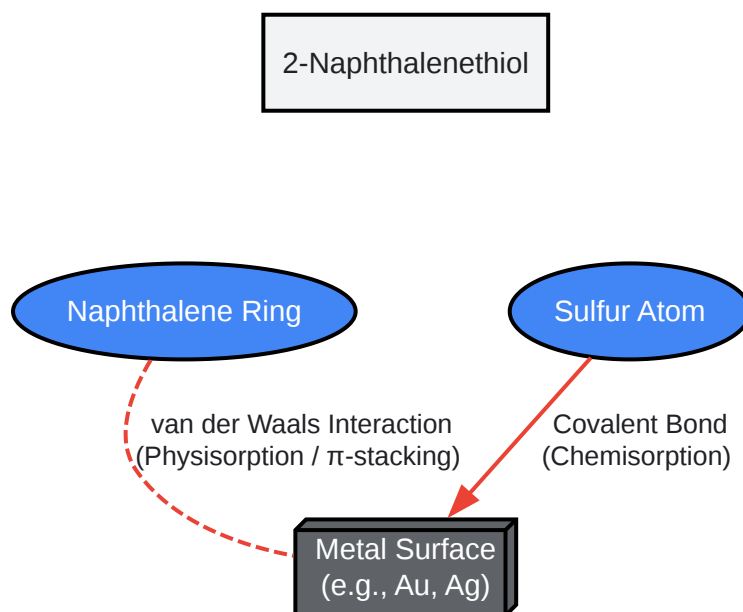 2-Naphthalenethiol
Naphthalene Ring
Sulfur Atom
van der Waals Interaction
(Physisorption / π-stacking)
Covalent Bond
(Chemisorption)
Metal Surface
(e.g., Au, Ag)